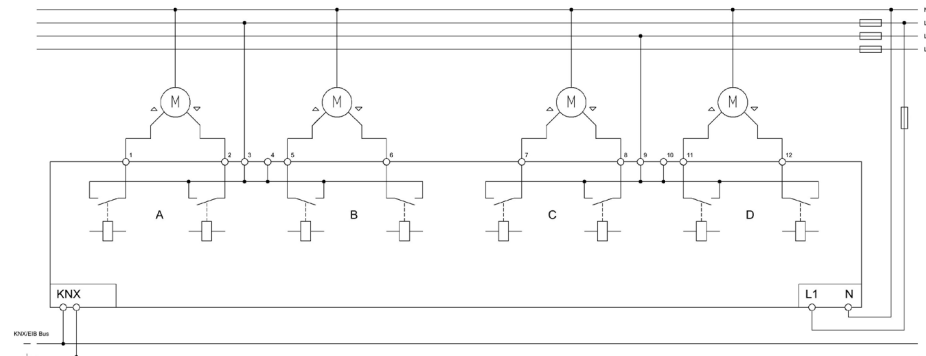 M M M M
1 2 3 4 5 6 7 8 9 10 11 12
A B C D
KNX L1 N
KNX/EIB Bus